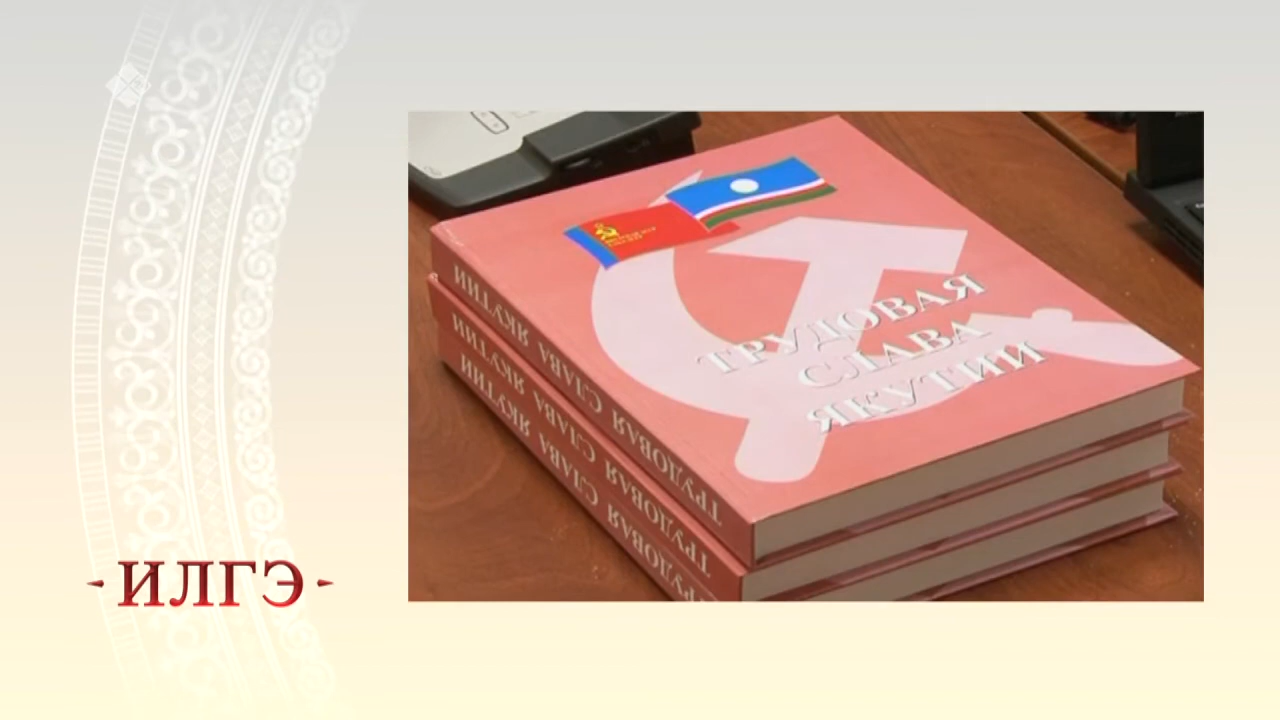 ТРУДОВАЯ
СЛАВА
ЯКУТИИ
ТРУДОВАЯ СЛАВА ЯКУТИИ
ТРУДОВАЯ СЛАВА ЯКУТИИ
ТРУДОВАЯ СЛАВА ЯКУТИИ
- ИЛГЭ -